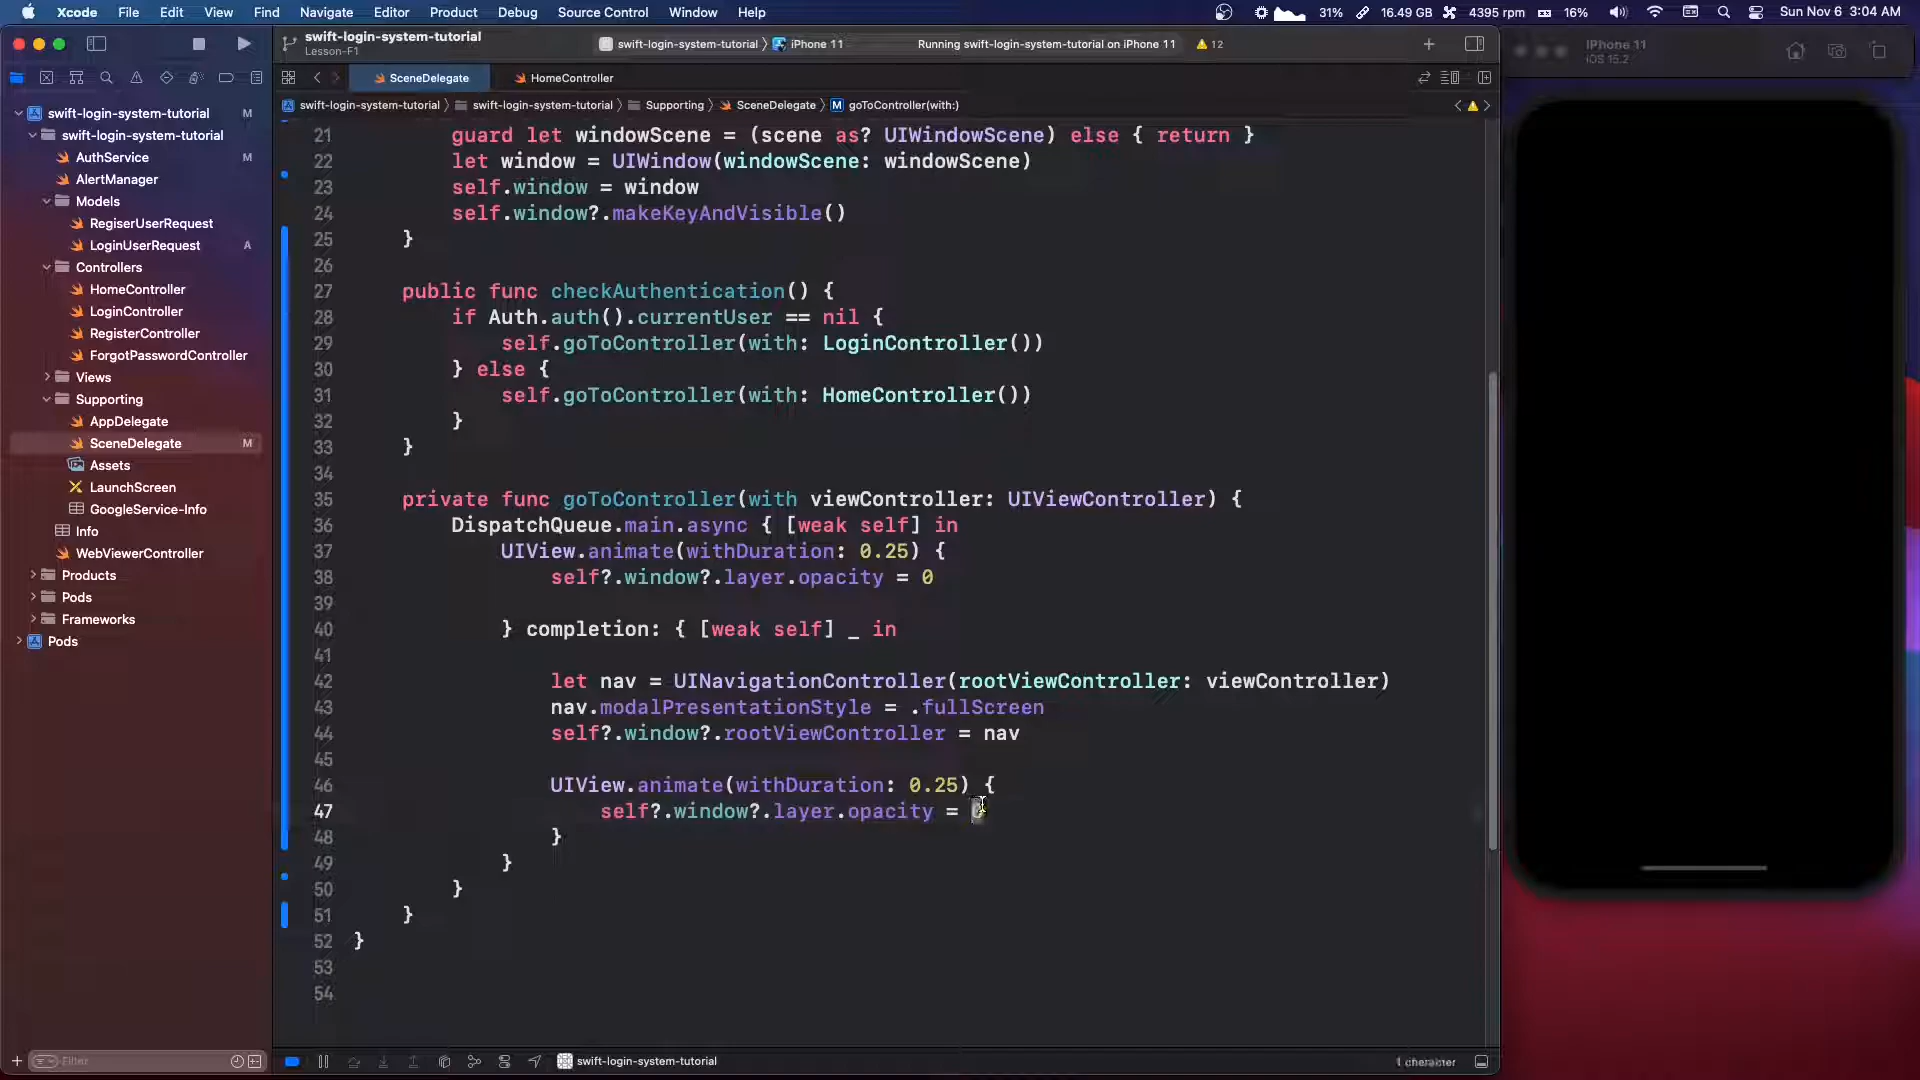 Xcode File Edit View Find Navigate Editor Product Debug Source Control Window Help 31% 16.49 GB 4395 rpm 16% Sun Nov 6 3:04 AM
swift-login-system-tutorial
Lesson-F1
swift-login-system-tutorial iPhone 11 Running swift-login-system-tutorial on iPhone 11 12
iPhone 11
iOS 15.2
SceneDelegate HomeController
swift-login-system-tutorial swift-login-system-tutorial Supporting SceneDelegate M goToController(with:)
swift-login-system-tutorial M
swift-login-system-tutorial
AuthService M
AlertManager
Models
RegiserUserRequest
LoginUserRequest A
Controllers
HomeController
LoginController
RegisterController
ForgotPasswordController
Views
Supporting
AppDelegate
SceneDelegate M
Assets
LaunchScreen
GoogleService-Info
Info
WebViewerController
Products
Pods
Frameworks
Pods
Filter
21 guard let windowScene = (scene as? UIWindowScene) else { return }
22 let window = UIWindow(windowScene: windowScene)
23 self.window = window
24 self.window?.makeKeyAndVisible()
25 }
26
27 public func checkAuthentication() {
28 if Auth.auth().currentUser == nil {
29 self.goToController(with: LoginController())
30 } else {
31 self.goToController(with: HomeController())
32 }
33 }
34
35 private func goToController(with viewController: UIViewController) {
36 DispatchQueue.main.async { [weak self] in
37 UIView.animate(withDuration: 0.25) {
38 self?.window?.layer.opacity = 0
39
40 } completion: { [weak self] _ in
41
42 let nav = UINavigationController(rootViewController: viewController)
43 nav.modalPresentationStyle = .fullScreen
44 self?.window?.rootViewController = nav
45
46 UIView.animate(withDuration: 0.25) {
47 self?.window?.layer.opacity =
48 }
49 }
50 }
51 }
52 }
53
54
swift-login-system-tutorial
1 character